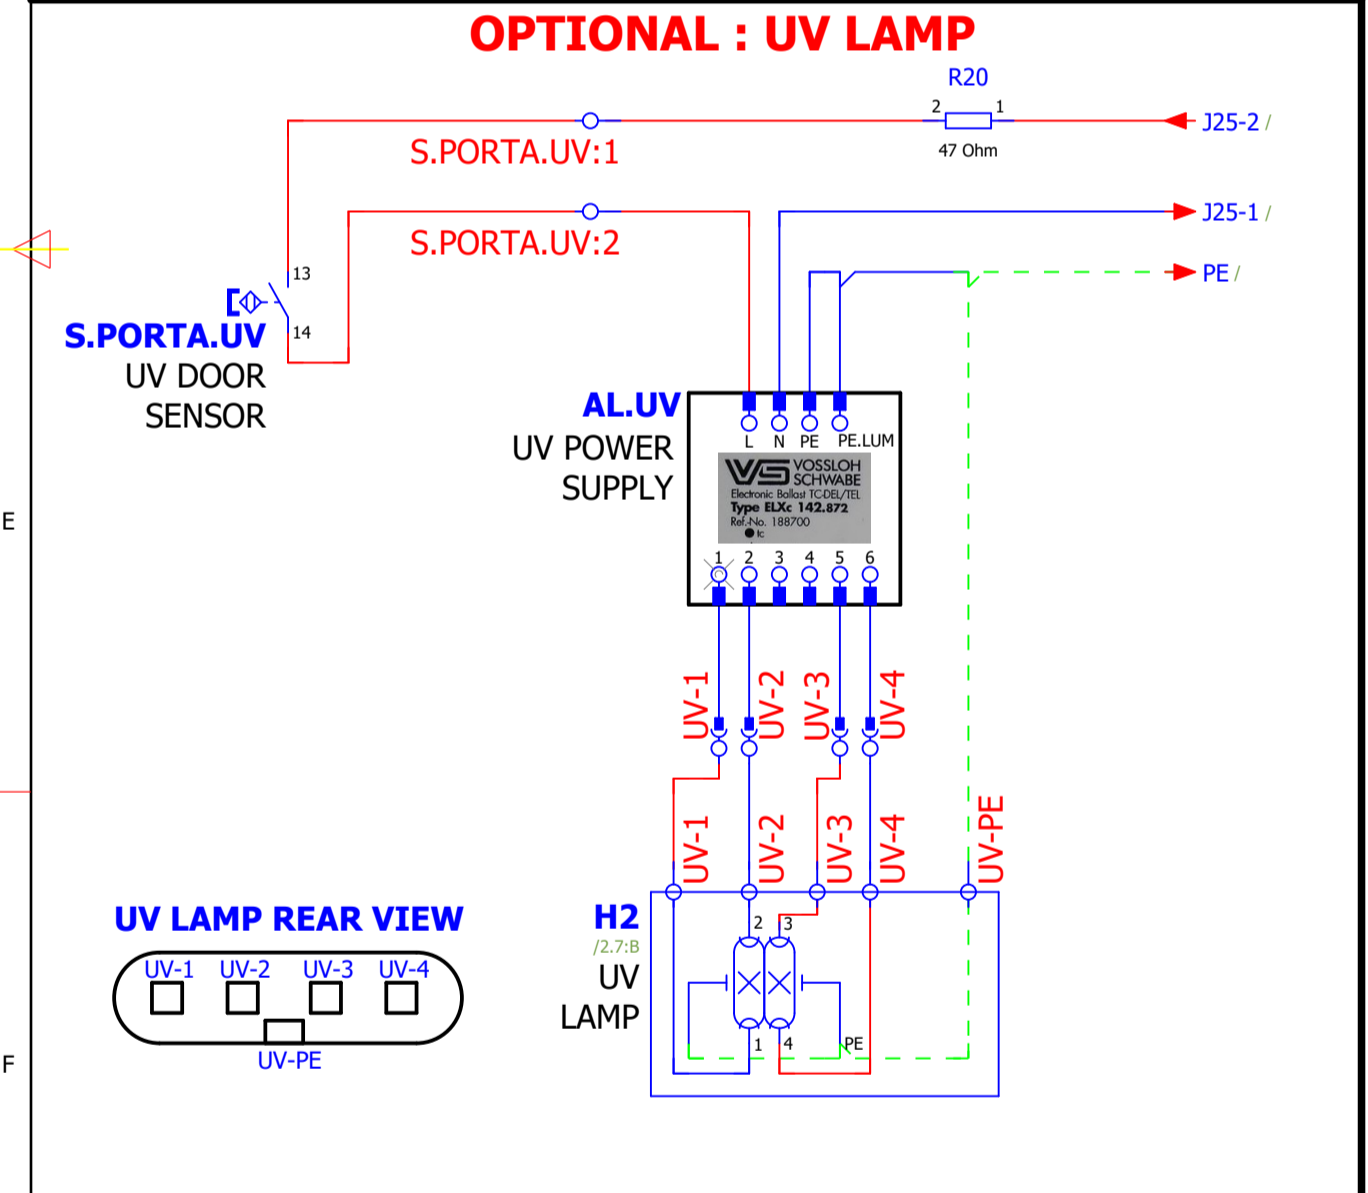 OPTIONAL : UV LAMP
R20
2
1
J25-2 /
S.PORTA.UV:1
47 Ohm
J25-1 /
S.PORTA.UV:2
13
PE /
14
S.PORTA.UV
UV DOOR
SENSOR
AL.UV
UV POWER
SUPPLY
L N PE PE.LUM
VS VOSSLOH
SCHWABE
Electronic Ballast TC-DEL/TEL
Type ELXc 142.872
Ref.-No. 188700
tc
E
1 2 3 4 5 6
UV-1
UV-2
UV-3
UV-4
UV-1
UV-2
UV-3
UV-4
UV-PE
UV LAMP REAR VIEW
UV-1 UV-2 UV-3 UV-4
UV-PE
H2
/2.7:B
UV
LAMP
2
3
1
4
PE
F